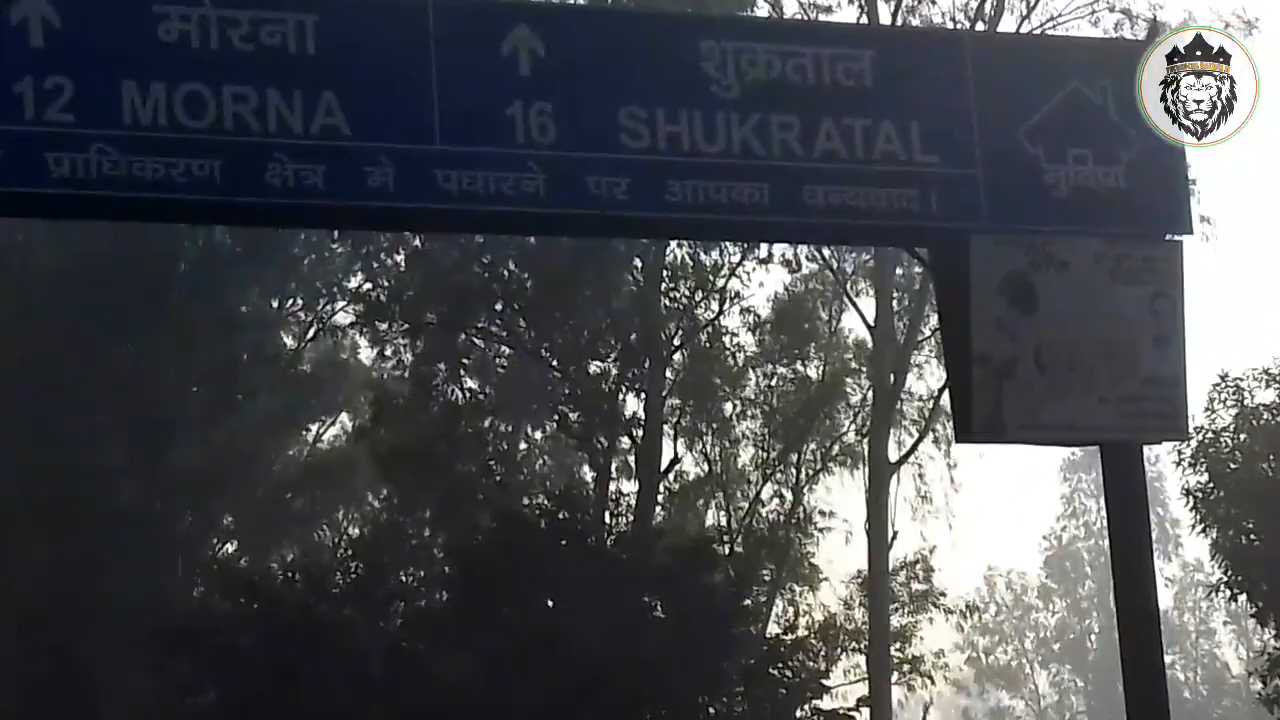 मोरना
12 MORNA
शुक्रताल
16 SHUKRATAL
प्राधिकरण क्षेत्र मे पधारने पर आपका धन्यवाद।
मुविप्रा